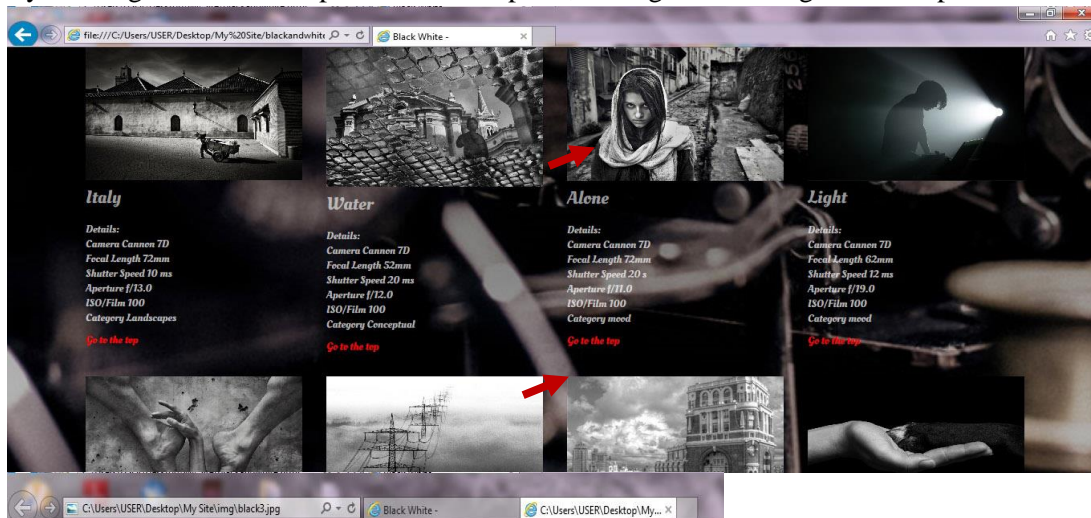 file:///C:/Users/USER/Desktop/My%20Site/blackandwhite
Black White -
Italy
Details:
Camera Cannon 7D
Focal Length 72mm
Shutter Speed 10 ms
Aperture f/13.0
ISO/Film 100
Category Landscapes
Go to the top
Water
Details:
Camera Cannon 7D
Focal Length 52mm
Shutter Speed 20 ms
Aperture f/12.0
ISO/Film 100
Category Conceptual
Go to the top
Alone
Details:
Camera Cannon 7D
Focal Length 72mm
Shutter Speed 20 s
Aperture f/11.0
ISO/Film 100
Category mood
Go to the top
Light
Details:
Camera Cannon 7D
Focal Length 62mm
Shutter Speed 12 ms
Aperture f/19.0
ISO/Film 100
Category mood
Go to the top
C:\Users\USER\Desktop\My Site\img\black3.jpg
Black White -
C:\Users\USER\Desktop\My...